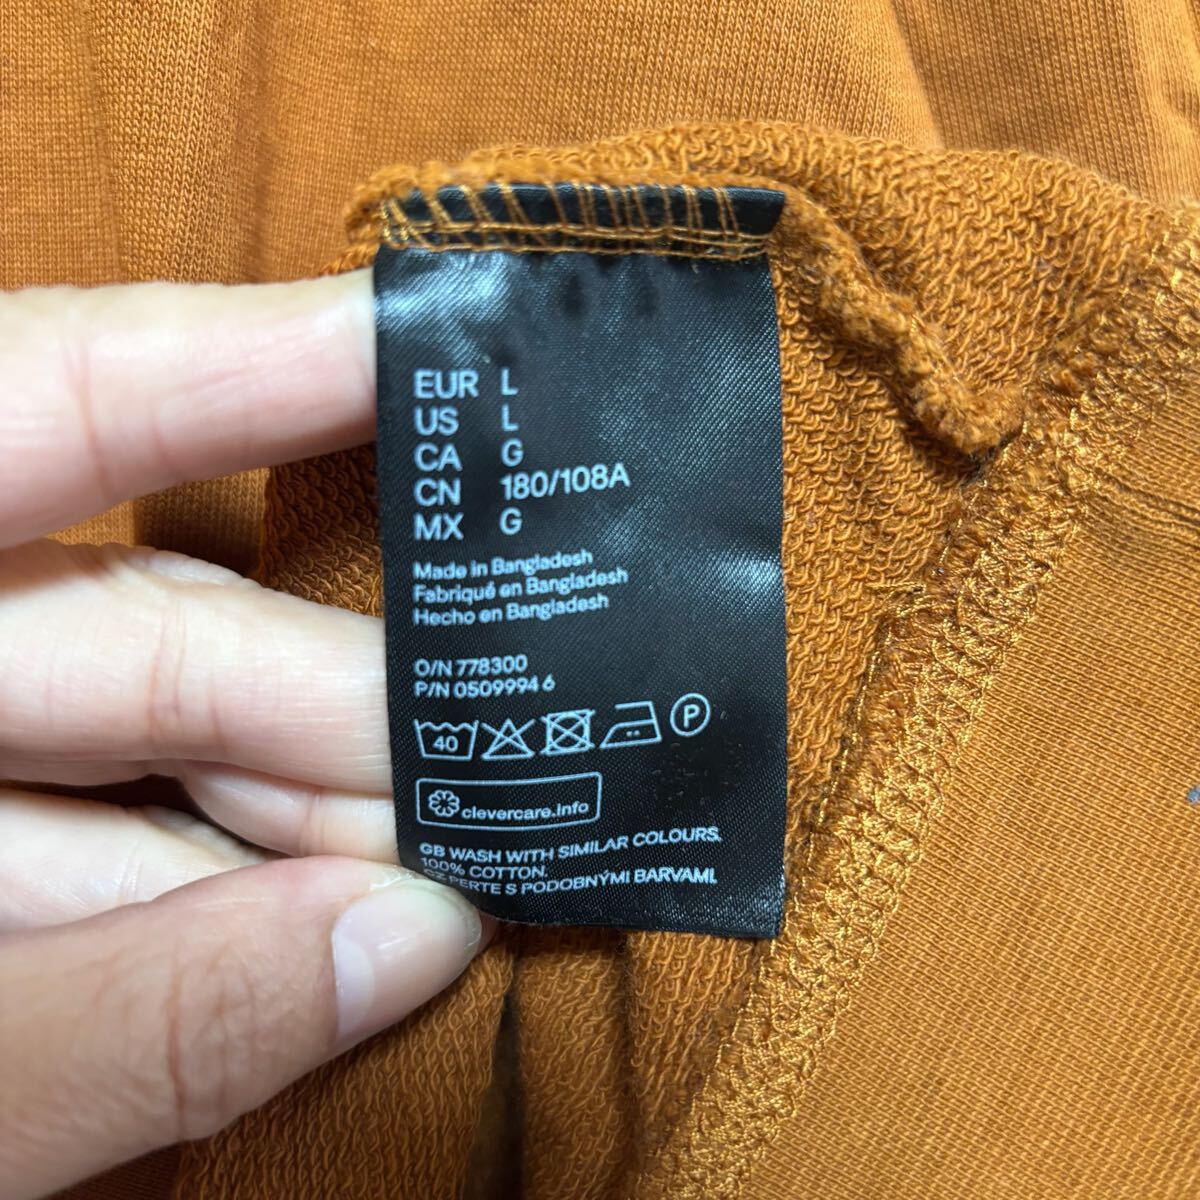 EUR L
US L
CA G
CN 180/108A
MX G
Made in Bangladesh
Fabriqué en Bangladesh
Hecho en Bangladesh
O/N 778300
P/N 0509994 6
40 P
clevercare.info
GB WASH WITH SIMILAR COLOURS.
100% COTTON.
PERTE S PODOBNÝMI BARVAMI.